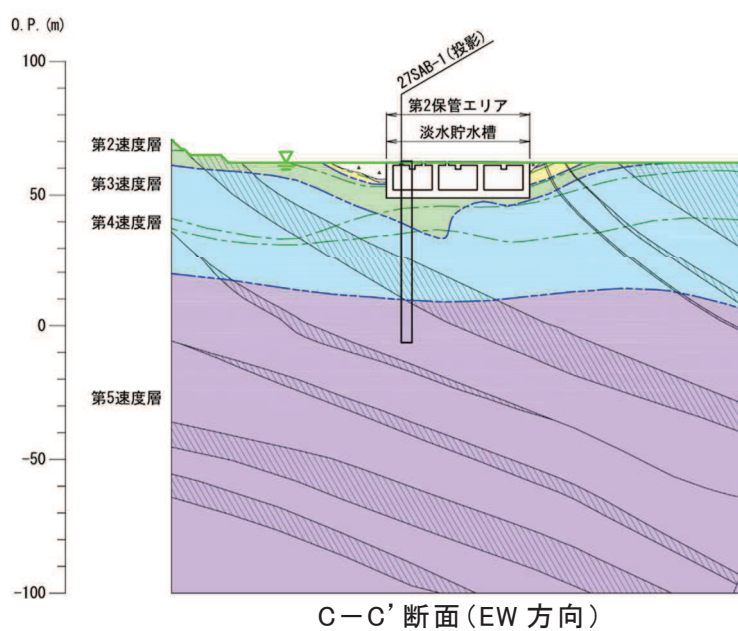 O.P.(m)
100
50
0
-50
-100
27SAB-1(投影)
第2保管エリア
淡水貯水槽
第2速度層
第3速度層
第4速度層
第5速度層
C－C’断面(EW方向)